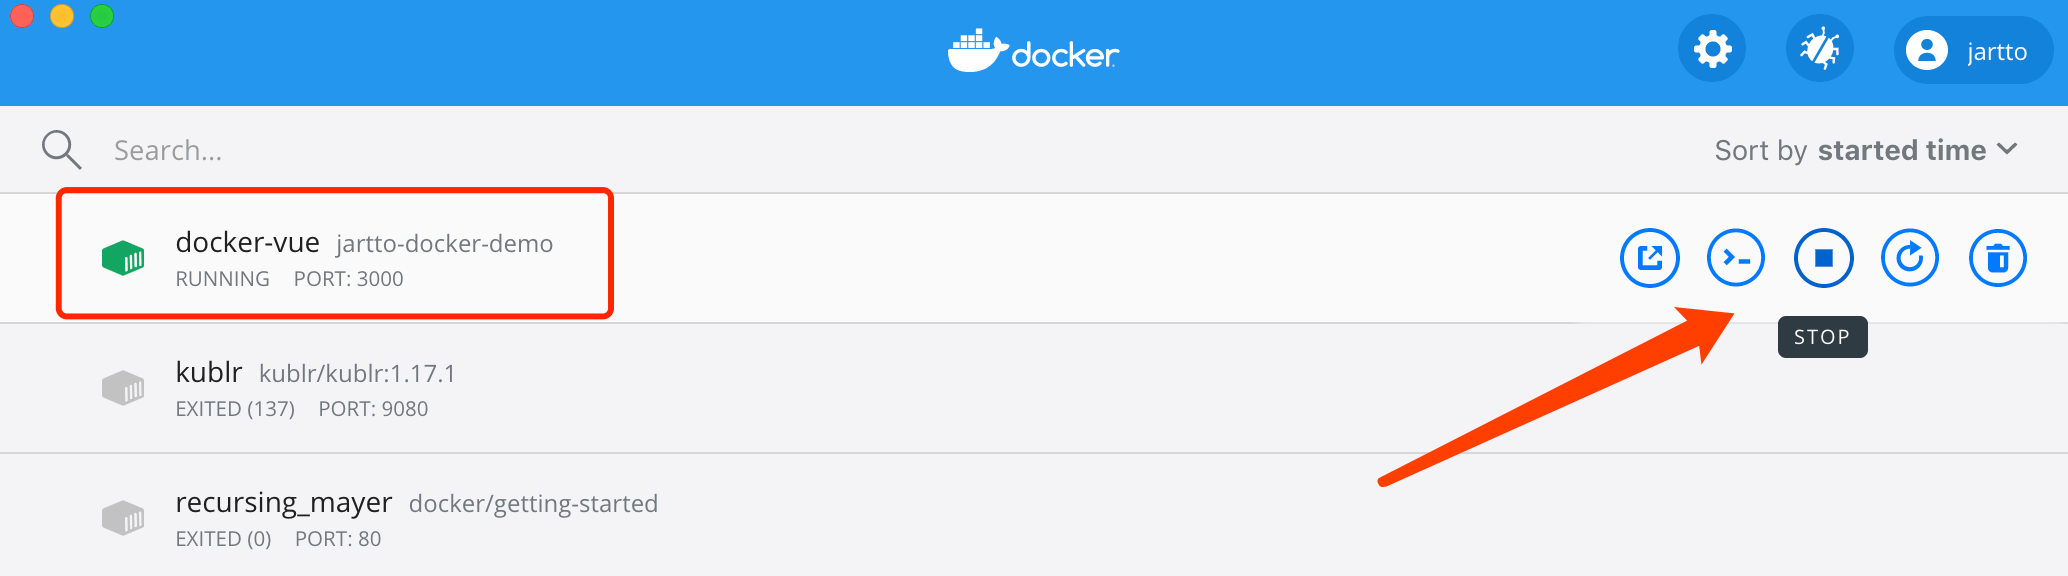 docker
jartto
Search...
Sort by started time
docker-vue jartto-docker-demo
RUNNING PORT: 3000
STOP
kublr kublr/kublr:1.17.1
EXITED (137) PORT: 9080
recursing_mayer docker/getting-started
EXITED (0) PORT: 80